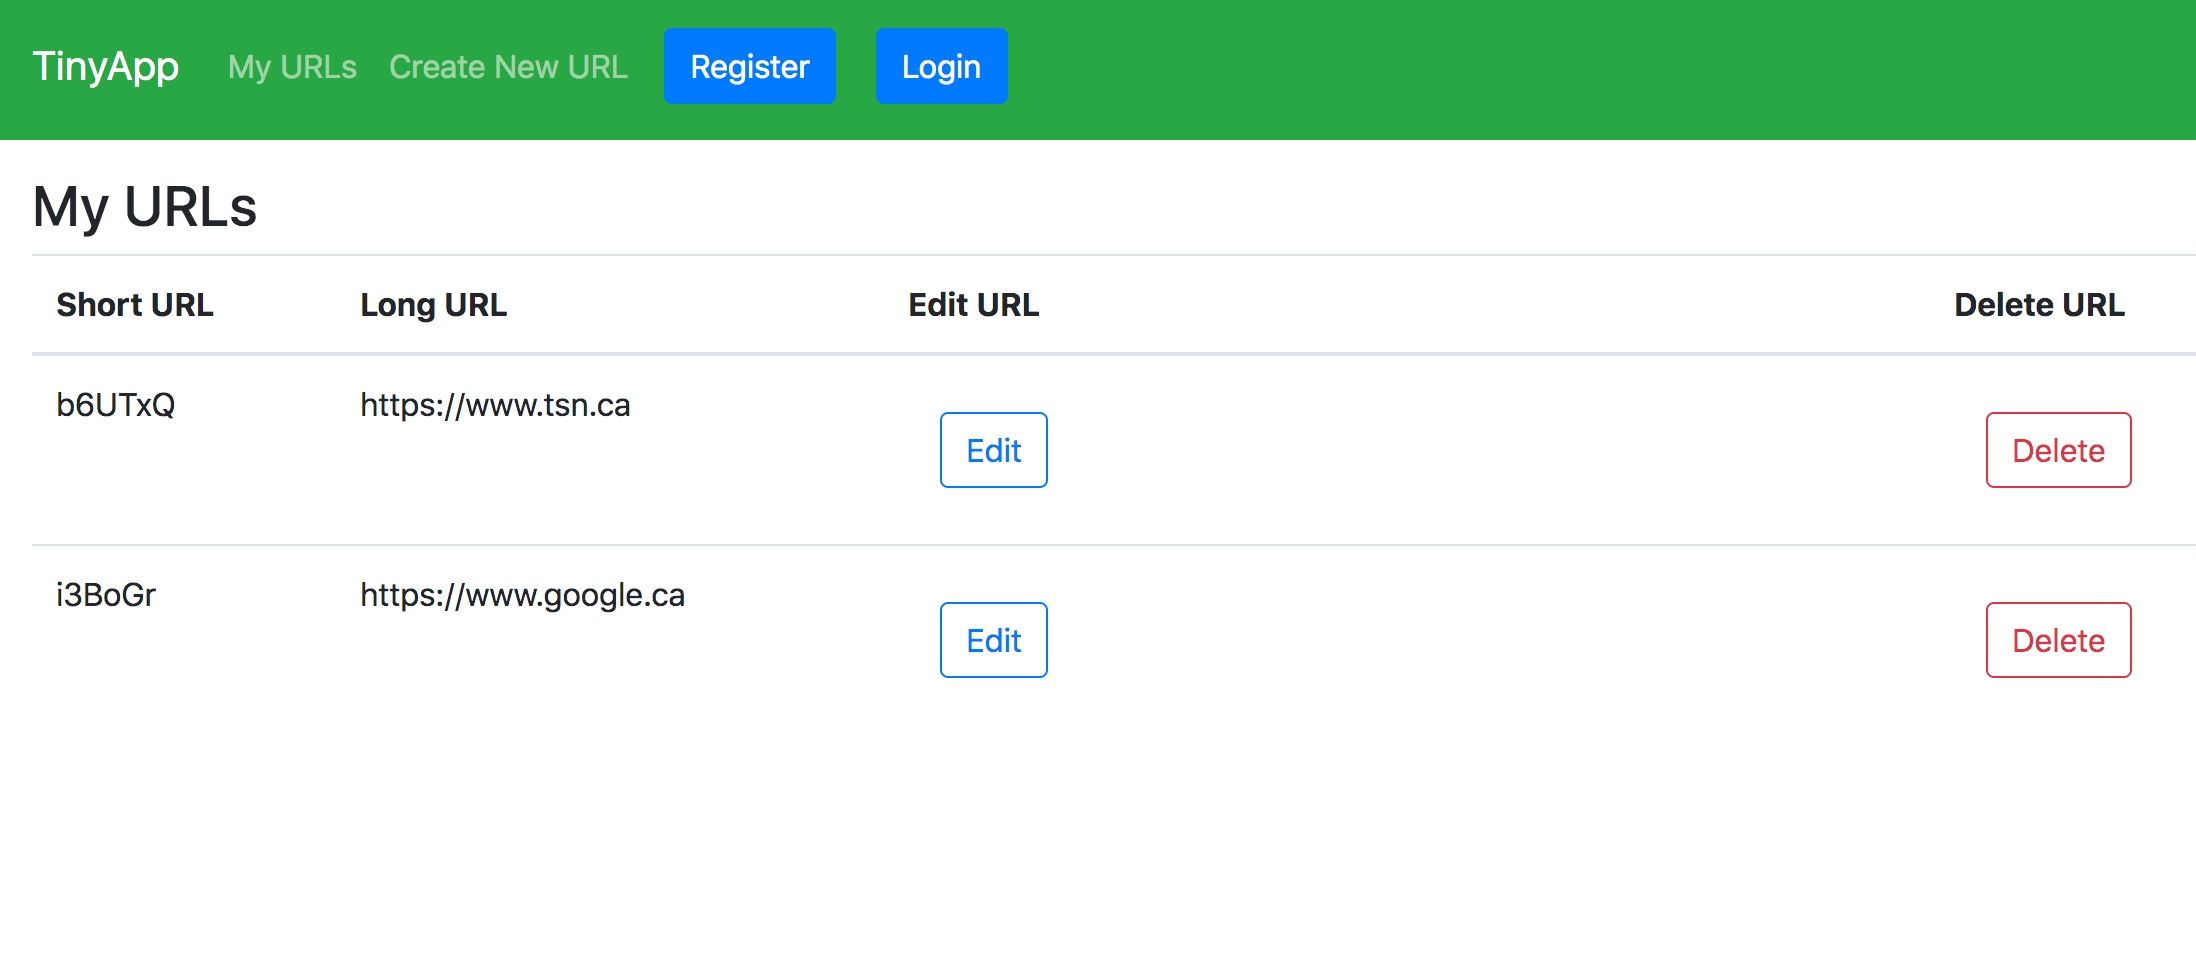 TinyApp My URLs Create New URL Register Login
My URLs
Short URL Long URL Edit URL Delete URL
b6UTxQ https://www.tsn.ca Edit Delete
i3BoGr https://www.google.ca Edit Delete